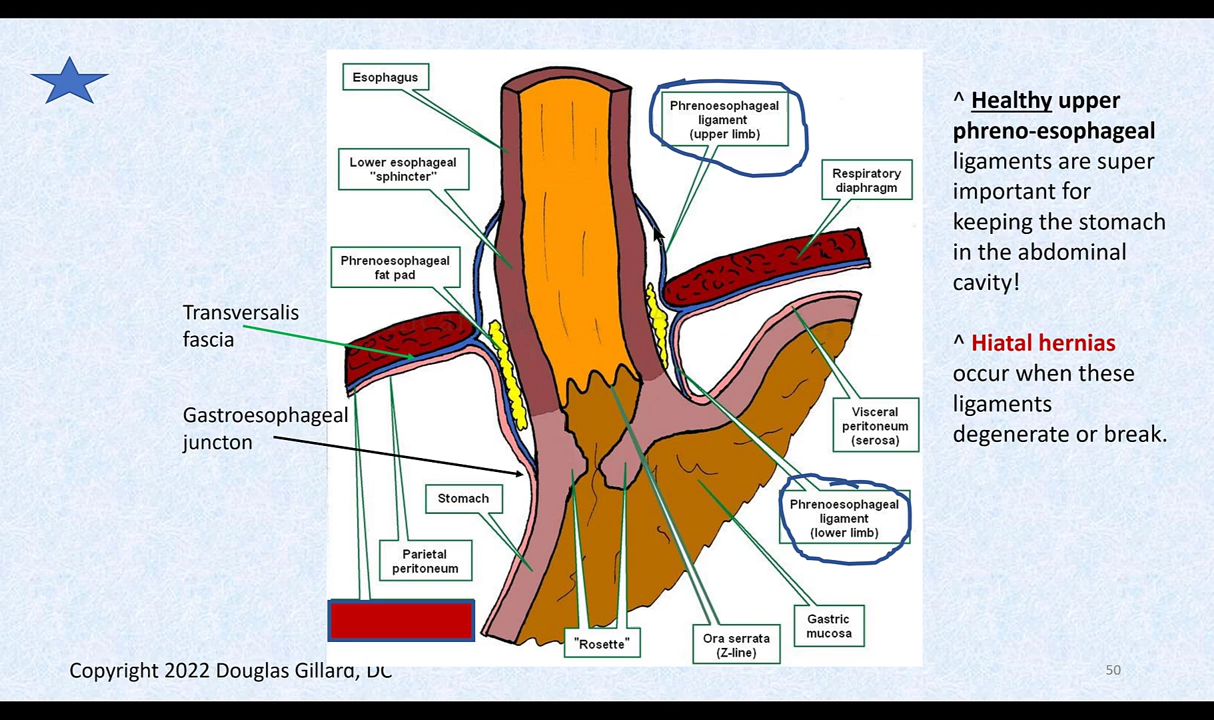 Esophagus
Lower esophageal
"sphincter"
Phrenoesophageal
fat pad
Transversalis
fascia
Gastroesophageal
juncton
Stomach
Parietal
peritoneum
"Rosette"
Ora serrata
(Z-line)
Gastric
mucosa
Phrenoesophageal
ligament
(lower limb)
Visceral
peritoneum
(serosa)
Respiratory
diaphragm
Phrenoesophageal
ligament
(upper limb)
^ Healthy upper
phreno-esophageal
ligaments are super
important for
keeping the stomach
in the abdominal
cavity!
^ Hiatal hernias
occur when these
ligaments
degenerate or break.
Copyright 2022 Douglas Gillard, DC
50